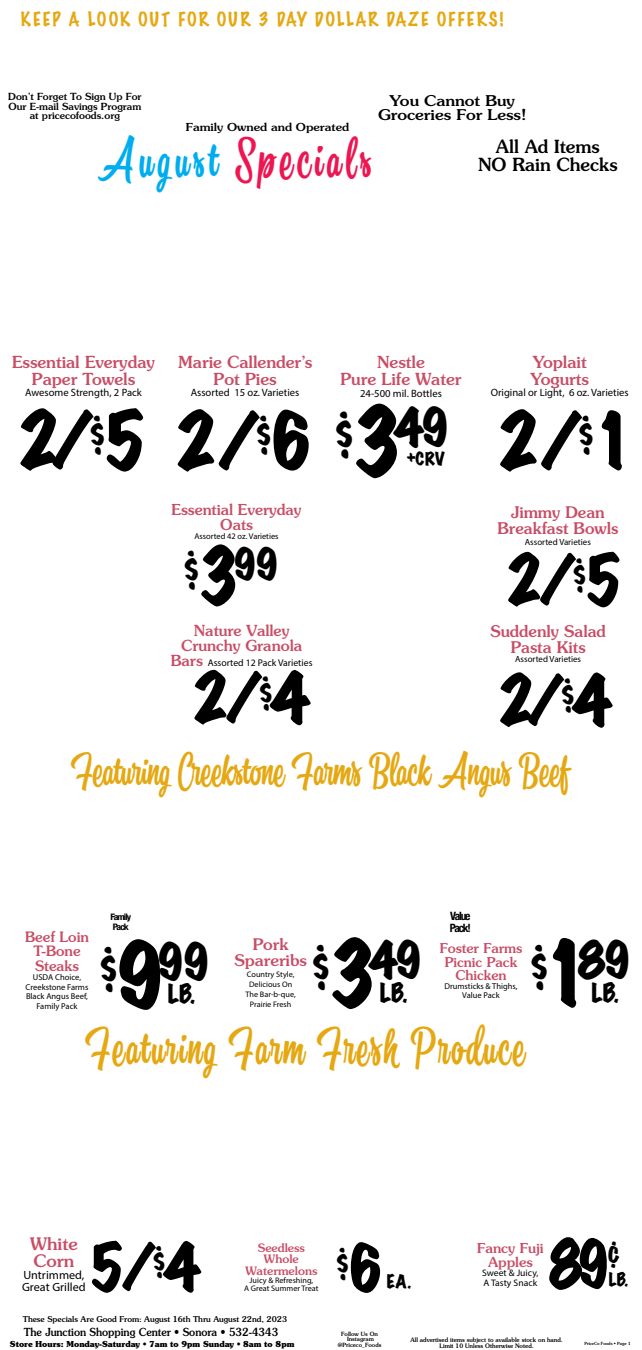 KEEP A LOOK OUT FOR OUR 3 DAY DOLLAR DAZE OFFERS!
Don't Forget To Sign Up For
Our E-mail Savings Program
at pricecofoods.org
You Cannot Buy
Groceries For Less!
Family Owned and Operated
August Specials
All Ad Items
NO Rain Checks
Essential Everyday
Paper Towels
Awesome Strength, 2 Pack
2/$5
Marie Callender's
Pot Pies
Assorted 15 oz. Varieties
2/$6
Nestle
Pure Life Water
24-500 mil. Bottles
$3 49
+CRV
Yoplait
Yogurts
Original or Light, 6 oz. Varieties
2/$1
Essential Everyday
Oats
Assorted 42 oz. Varieties
$3 99
Jimmy Dean
Breakfast Bowls
Assorted Varieties
2/$5
Nature Valley
Crunchy Granola
Bars Assorted 12 Pack Varieties
2/$4
Suddenly Salad
Pasta Kits
Assorted Varieties
2/$4
Featuring Creekstone Farms Black Angus Beef
Family
Pack
Beef Loin
T-Bone
Steaks
USDA Choice,
Creekstone Farms
Black Angus Beef,
Family Pack
$9 99
LB.
Pork
Spareribs
Country Style,
Delicious On
The Bar-b-que,
Prairie Fresh
$3 49
LB.
Value
Pack!
Foster Farms
Picnic Pack
Chicken
Drumsticks & Thighs,
Value Pack
$1 89
LB.
Featuring Farm Fresh Produce
White
Corn
Untrimmed,
Great Grilled
5/$4
Seedless
Whole
Watermelons
Juicy & Refreshing,
A Great Summer Treat
$6 EA.
Fancy Fuji
Apples
Sweet & Juicy,
A Tasty Snack
89¢
LB.
These Specials Are Good From: August 16th Thru August 22nd, 2023
The Junction Shopping Center • Sonora • 532-4343
Store Hours: Monday-Saturday • 7am to 9pm Sunday • 8am to 8pm
Follow Us On
Instagram
@Priceco_Foods
All advertised items subject to available stock on hand.
Limit 10 Unless Otherwise Noted.
PriceCo Foods • Page 1